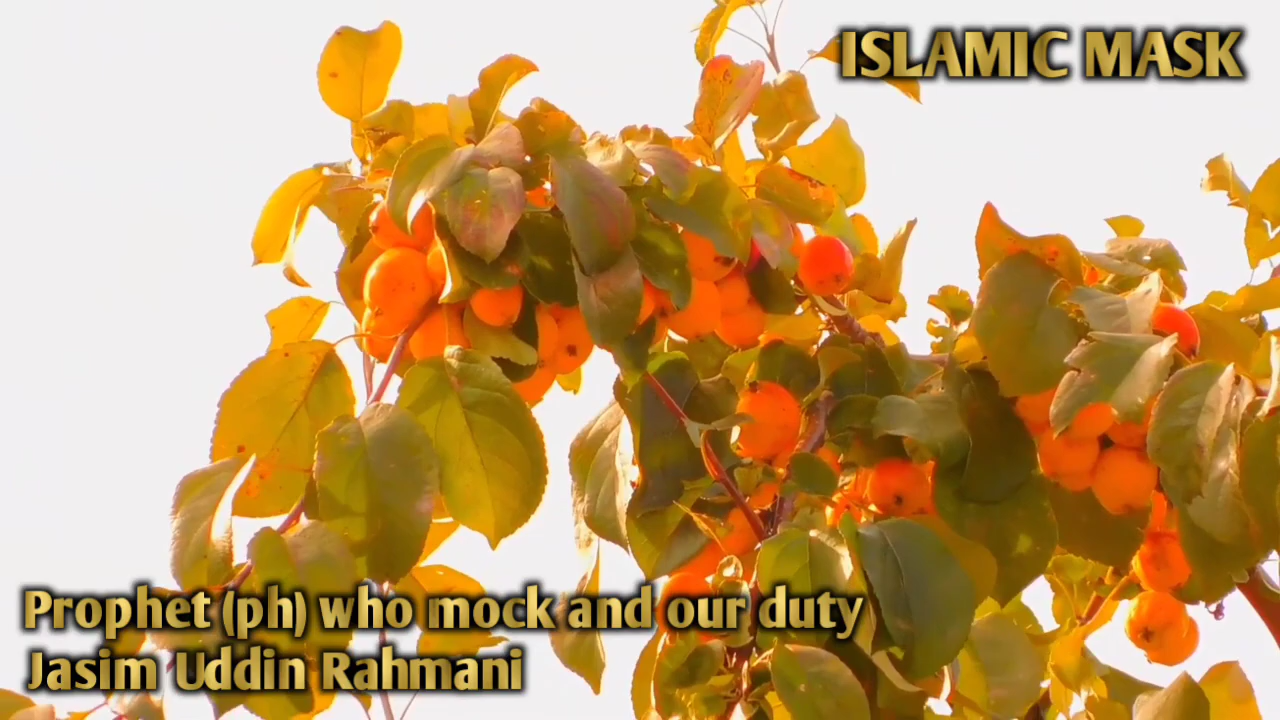 ISLAMIC MASK
Prophet (ph) who mock and our duty
Jasim Uddin Rahmani